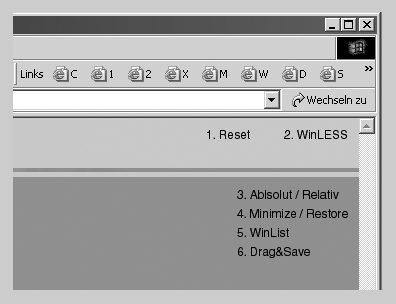 Links C 1 2 X M W D S »
Wechseln zu
1. Reset 2. WinLESS
3. Ablsolut / Relativ
4. Minimize / Restore
5. WinList
6. Drag&Save